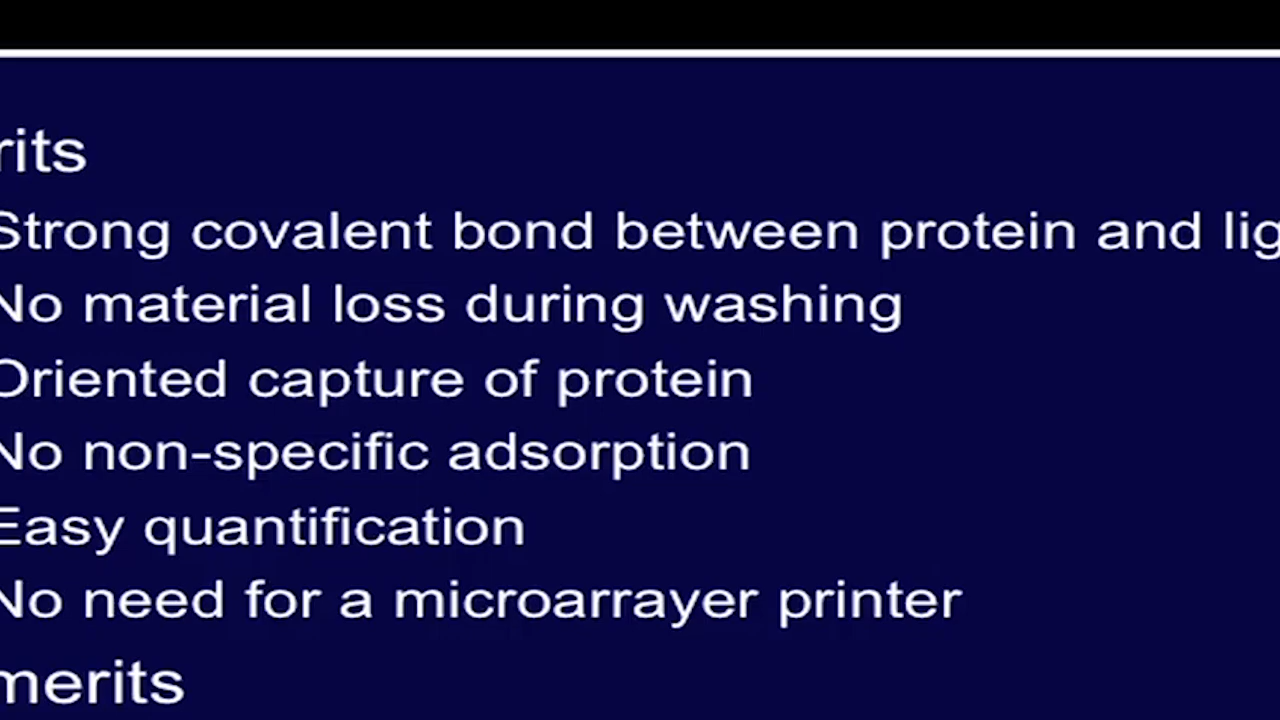 rits
Strong covalent bond between protein and lig
No material loss during washing
Oriented capture of protein
No non-specific adsorption
Easy quantification
No need for a microarrayer printer
merits